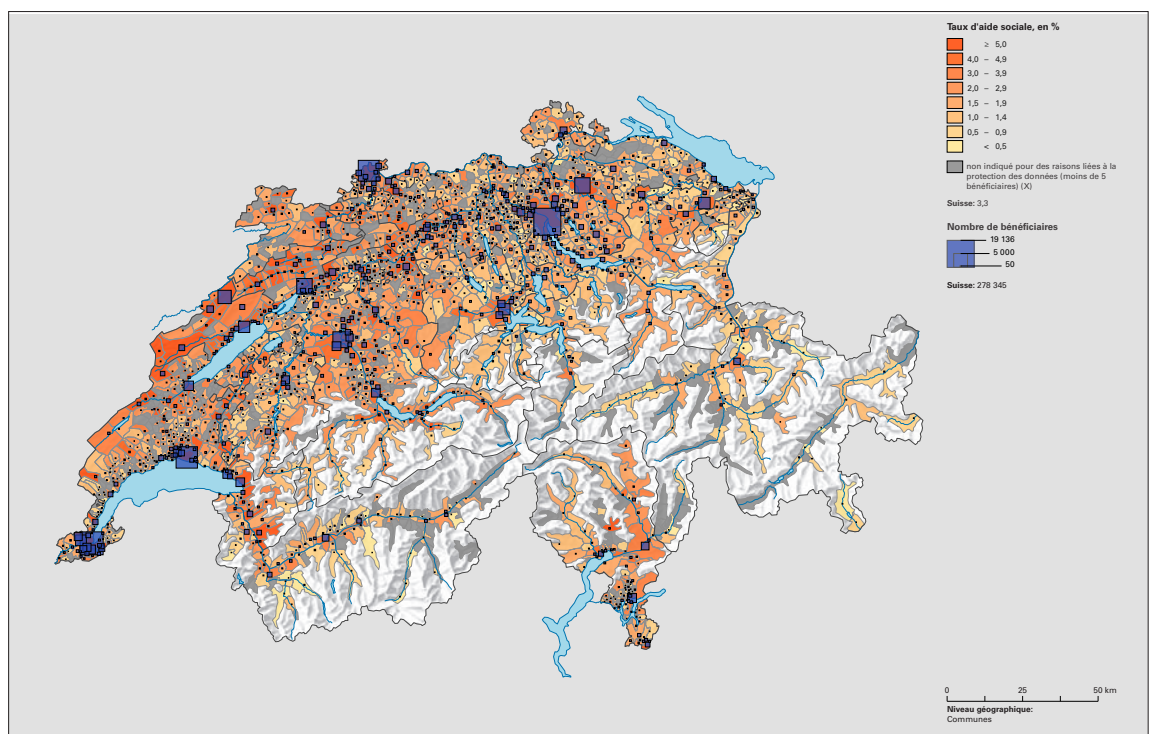 Taux d'aide sociale, en %
≥ 5,0
4,0 – 4,9
3,0 – 3,9
2,0 – 2,9
1,5 – 1,9
1,0 – 1,4
0,5 – 0,9
< 0,5
non indiqué pour des raisons liées à la
protection des données (moins de 5
bénéficiaires) (X)
Suisse: 3,3
Nombre de bénéficiaires
19 136
5 000
50
Suisse: 278 345
0 25 50 km
Niveau géographique:
Communes